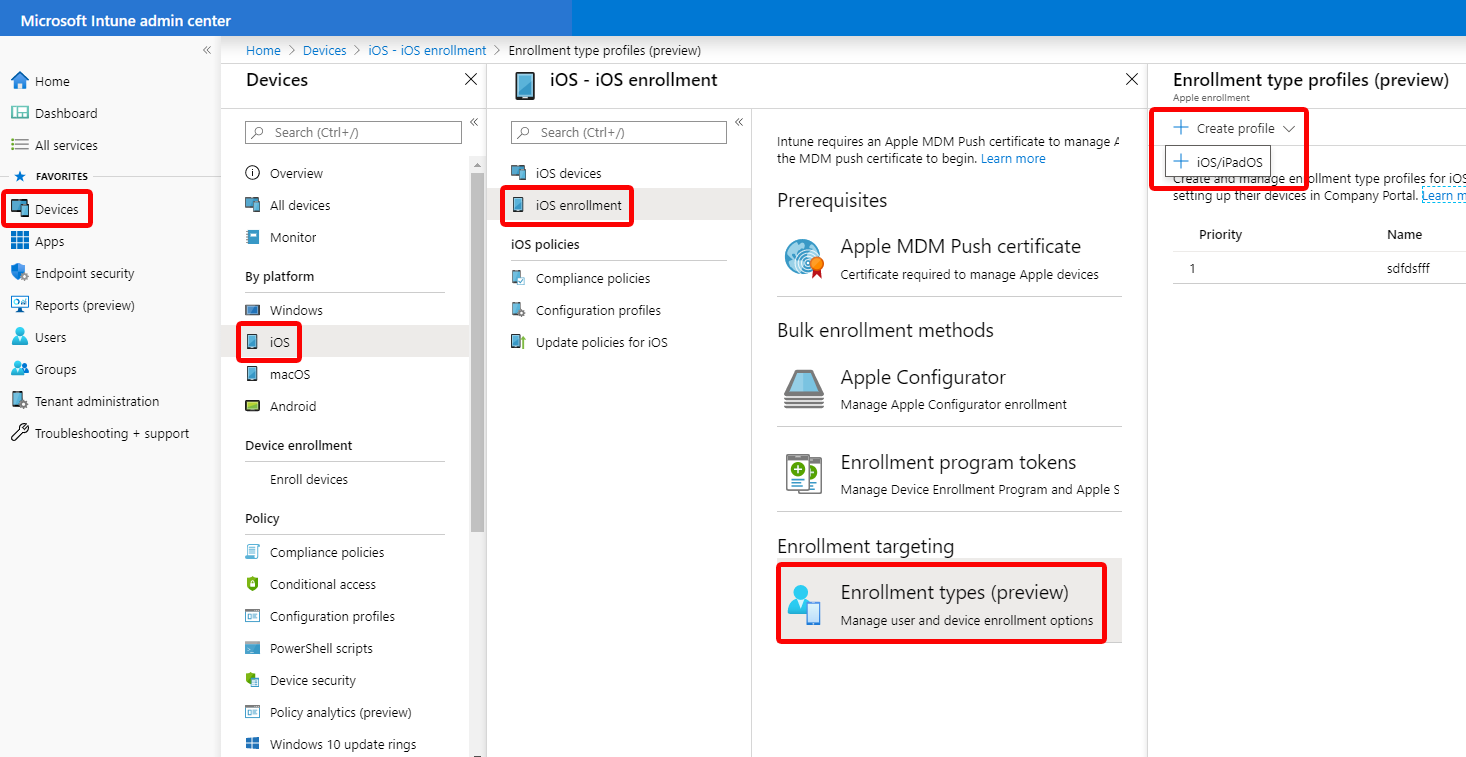 Microsoft Intune admin center
Home
Dashboard
All services
FAVORITES
Devices
Apps
Endpoint security
Reports (preview)
Users
Groups
Tenant administration
Troubleshooting + support
Home > Devices > iOS - iOS enrollment > Enrollment type profiles (preview)
Devices
Search (Ctrl+/)
Overview
All devices
Monitor
By platform
Windows
iOS
macOS
Android
Device enrollment
Enroll devices
Policy
Compliance policies
Conditional access
Configuration profiles
PowerShell scripts
Device security
Policy analytics (preview)
Windows 10 update rings
iOS - iOS enrollment
Search (Ctrl+/)
iOS devices
iOS enrollment
iOS policies
Compliance policies
Configuration profiles
Update policies for iOS
Intune requires an Apple MDM Push certificate to manage A
the MDM push certificate to begin. Learn more
Prerequisites
Apple MDM Push certificate
Certificate required to manage Apple devices
Bulk enrollment methods
Apple Configurator
Manage Apple Configurator enrollment
Enrollment program tokens
Manage Device Enrollment Program and Apple S
Enrollment targeting
Enrollment types (preview)
Manage user and device enrollment options
Enrollment type profiles (preview)
Apple enrollment
Create profile
iOS/iPadOS
Create and manage enrollment type profiles for iOS
setting up their devices in Company Portal. Learn m
Priority Name
1 sdfdsfff